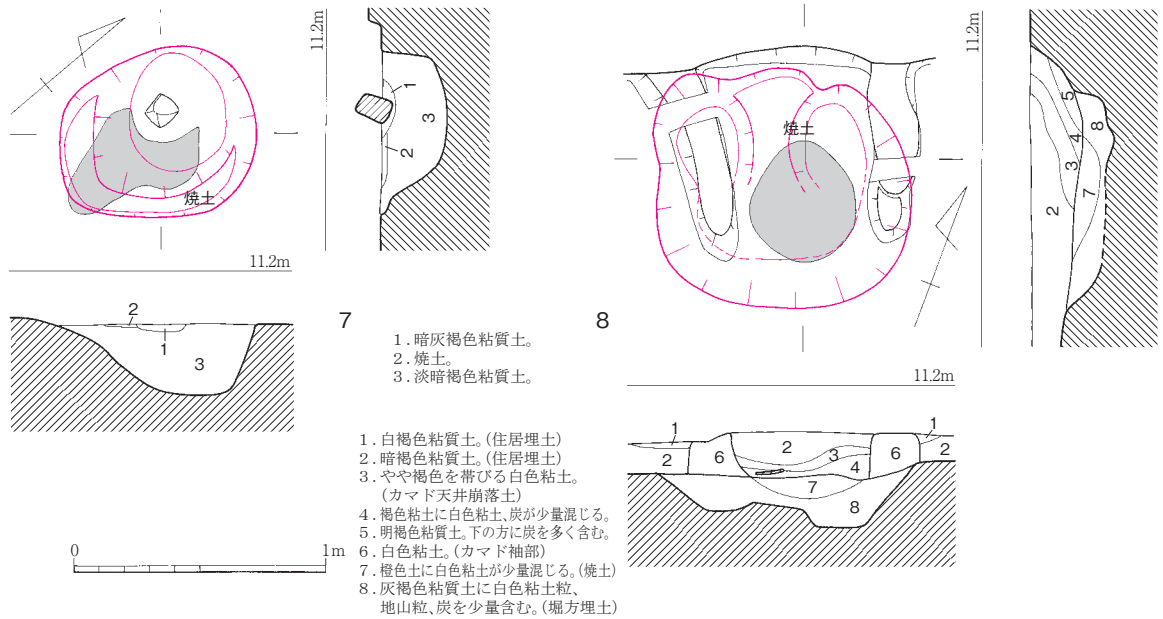 11.2m
1
2
3
焼土
11.2m
2
1
3
7
1.暗灰褐色粘質土。
2.焼土。
3.淡暗褐色粘質土。
11.2m
焼土
5
8
4
3
7
2
8
11.2m
1
1
2
2
3
2
6
6
4
7
8
1.白褐色粘質土。(住居埋土)
2.暗褐色粘質土。(住居埋土)
3.やや褐色を帯びる白色粘土。
(カマド天井崩落土)
4.褐色粘土に白色粘土、炭が少量混じる。
5.明褐色粘質土。下の方に炭を多く含む。
6.白色粘土。(カマド袖部)
7.橙色土に白色粘土が少量混じる。(焼土)
8.灰褐色粘質土に白色粘土粒、
地山粒、炭を少量含む。(堀方埋土)
0 1m